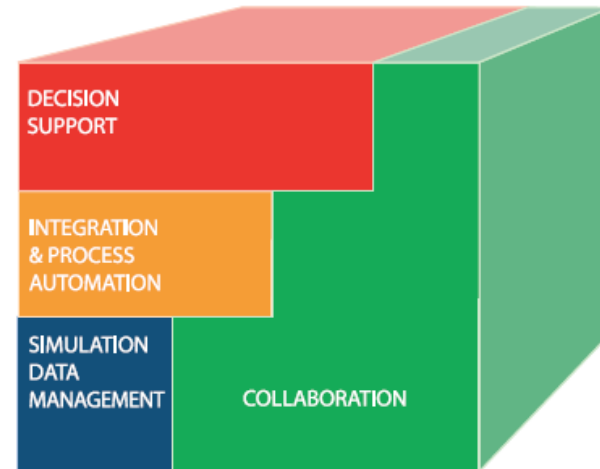 DECISION
SUPPORT
INTEGRATION
& PROCESS
AUTOMATION
SIMULATION
DATA
MANAGEMENT
COLLABORATION